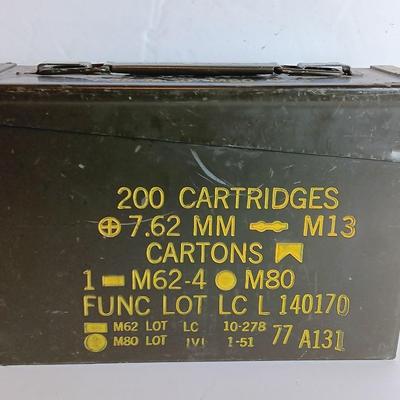 200 CARTRIDGES
7.62 MM M13
CARTONS
1 - M62-4 M80
FUNC LOT LC L 140170
M62 LOT LC 10-278 77 A131
M80 LOT IVI 1-51